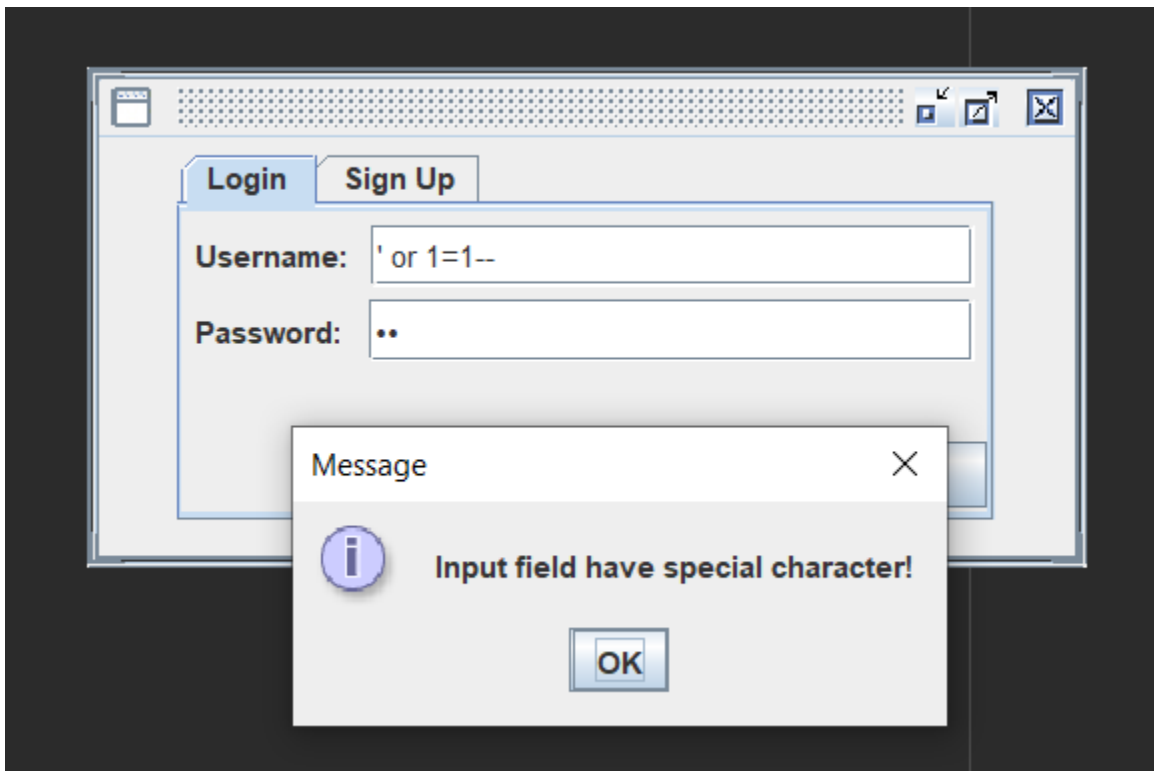 Login Sign Up
Username: ' or 1=1--
Password: ••
Message
Input field have special character!
OK